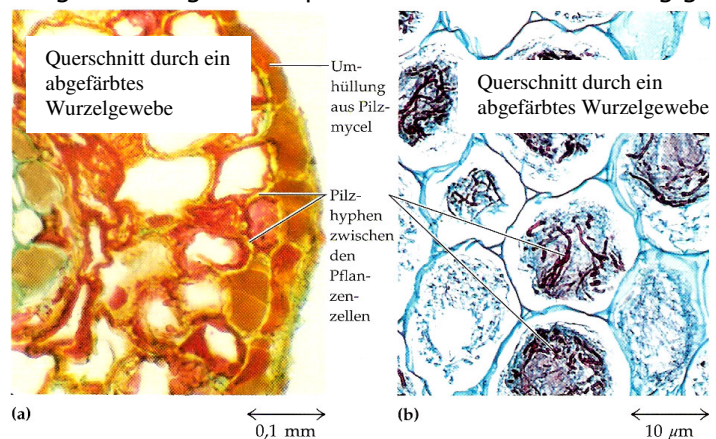 Querschnitt durch ein
abgefärbtes
Wurzelgewebe
Um-
hüllung
aus Pilz-
mycel
Pilz-
hyphen
zwischen
den
Pflan-
zen-
zellen
(a)
0,1 mm
Querschnitt durch ein
abgefärbtes Wurzelgewebe
(b)
10 µm